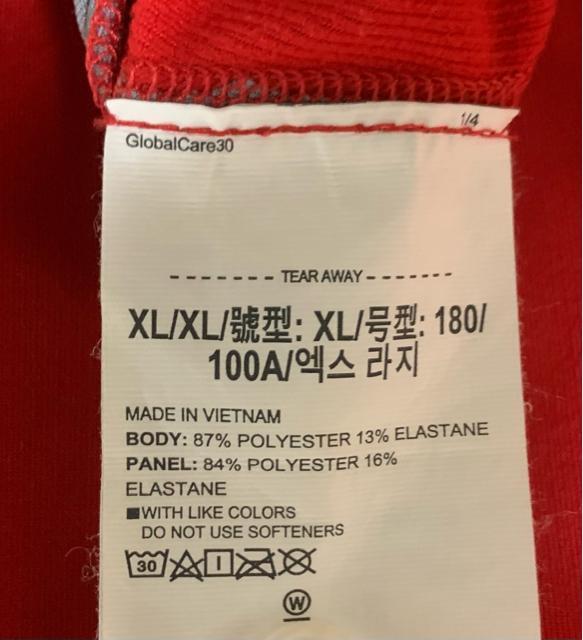 1/4
GlobalCare30
- - - - - - - TEAR AWAY - - - - - - -
XL/XL/號型: XL/号型: 180/
100A/엑스 라지
MADE IN VIETNAM
BODY: 87% POLYESTER 13% ELASTANE
PANEL: 84% POLYESTER 16%
ELASTANE
■WITH LIKE COLORS
DO NOT USE SOFTENERS
30
W